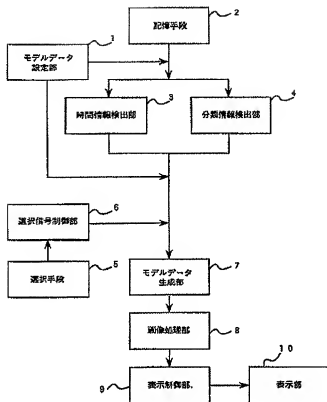 2
記憶手段
1
モデルデータ
設定部
3
時間情報検出部
4
分類情報検出部
6
選択信号制御部
5
選択手段
7
モデルデータ
生成部
8
画像処理部
9
表示制御部
10
表示部